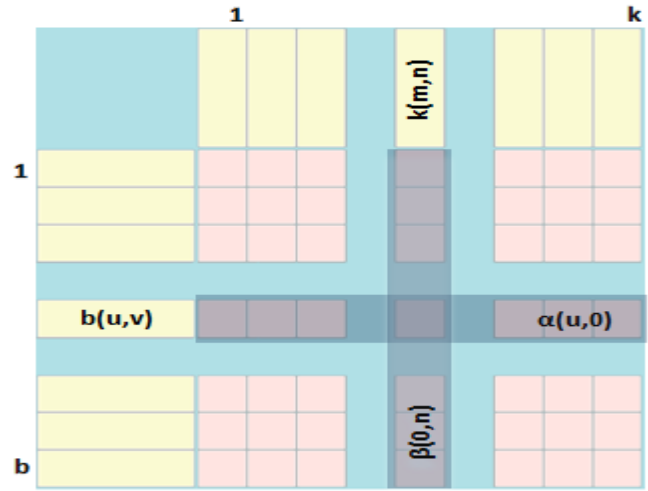 1
k
k(m,n)
1
b(u,v)
α(u,0)
β(0,n)
b